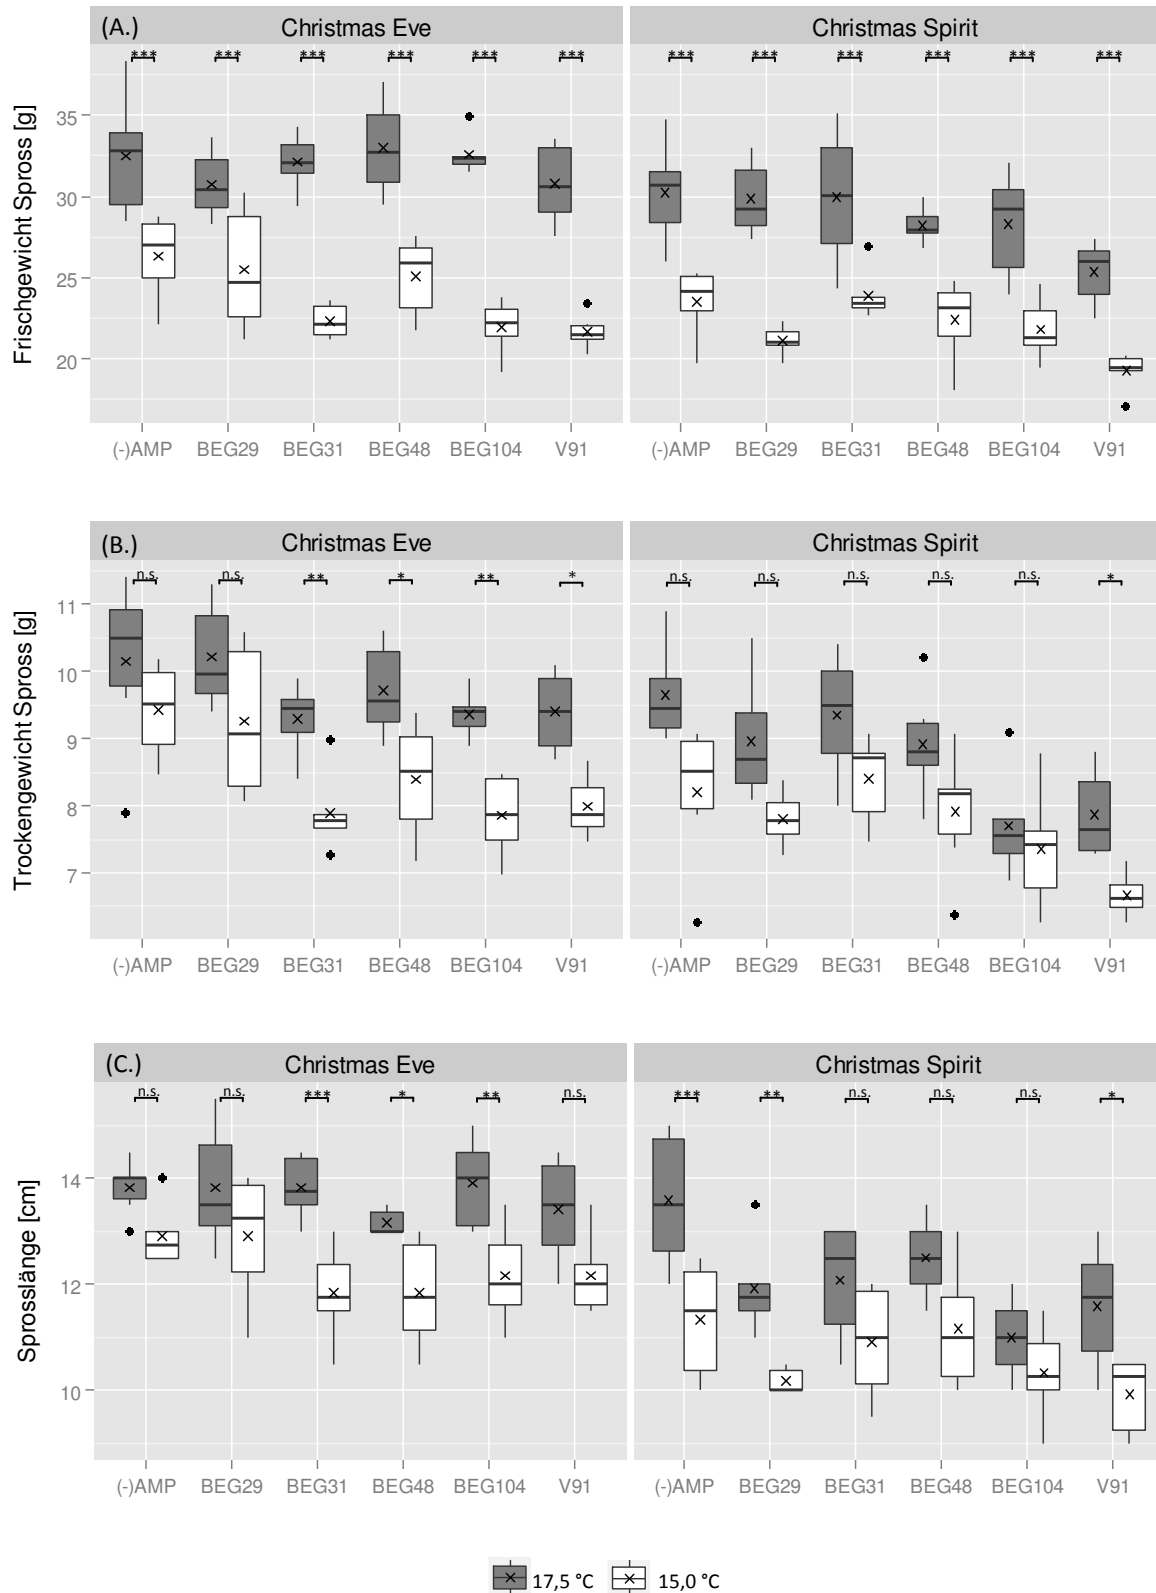 (A.) Christmas Eve Christmas Spirit
*** *** *** *** *** *** *** *** *** *** *** ***
Frischgewicht Spross [g]
35
30
25
20
(-)AMP BEG29 BEG31 BEG48 BEG104 V91 (-)AMP BEG29 BEG31 BEG48 BEG104 V91
(B.) Christmas Eve Christmas Spirit
n.s. n.s. ** * ** * n.s. n.s. n.s. n.s. n.s. *
Trockengewicht Spross [g]
11
10
9
8
7
(-)AMP BEG29 BEG31 BEG48 BEG104 V91 (-)AMP BEG29 BEG31 BEG48 BEG104 V91
(C.) Christmas Eve Christmas Spirit
n.s. n.s. *** * ** n.s. *** ** n.s. n.s. n.s. *
Sprosslänge [cm]
14
12
10
(-)AMP BEG29 BEG31 BEG48 BEG104 V91 (-)AMP BEG29 BEG31 BEG48 BEG104 V91
17,5 °C 15,0 °C